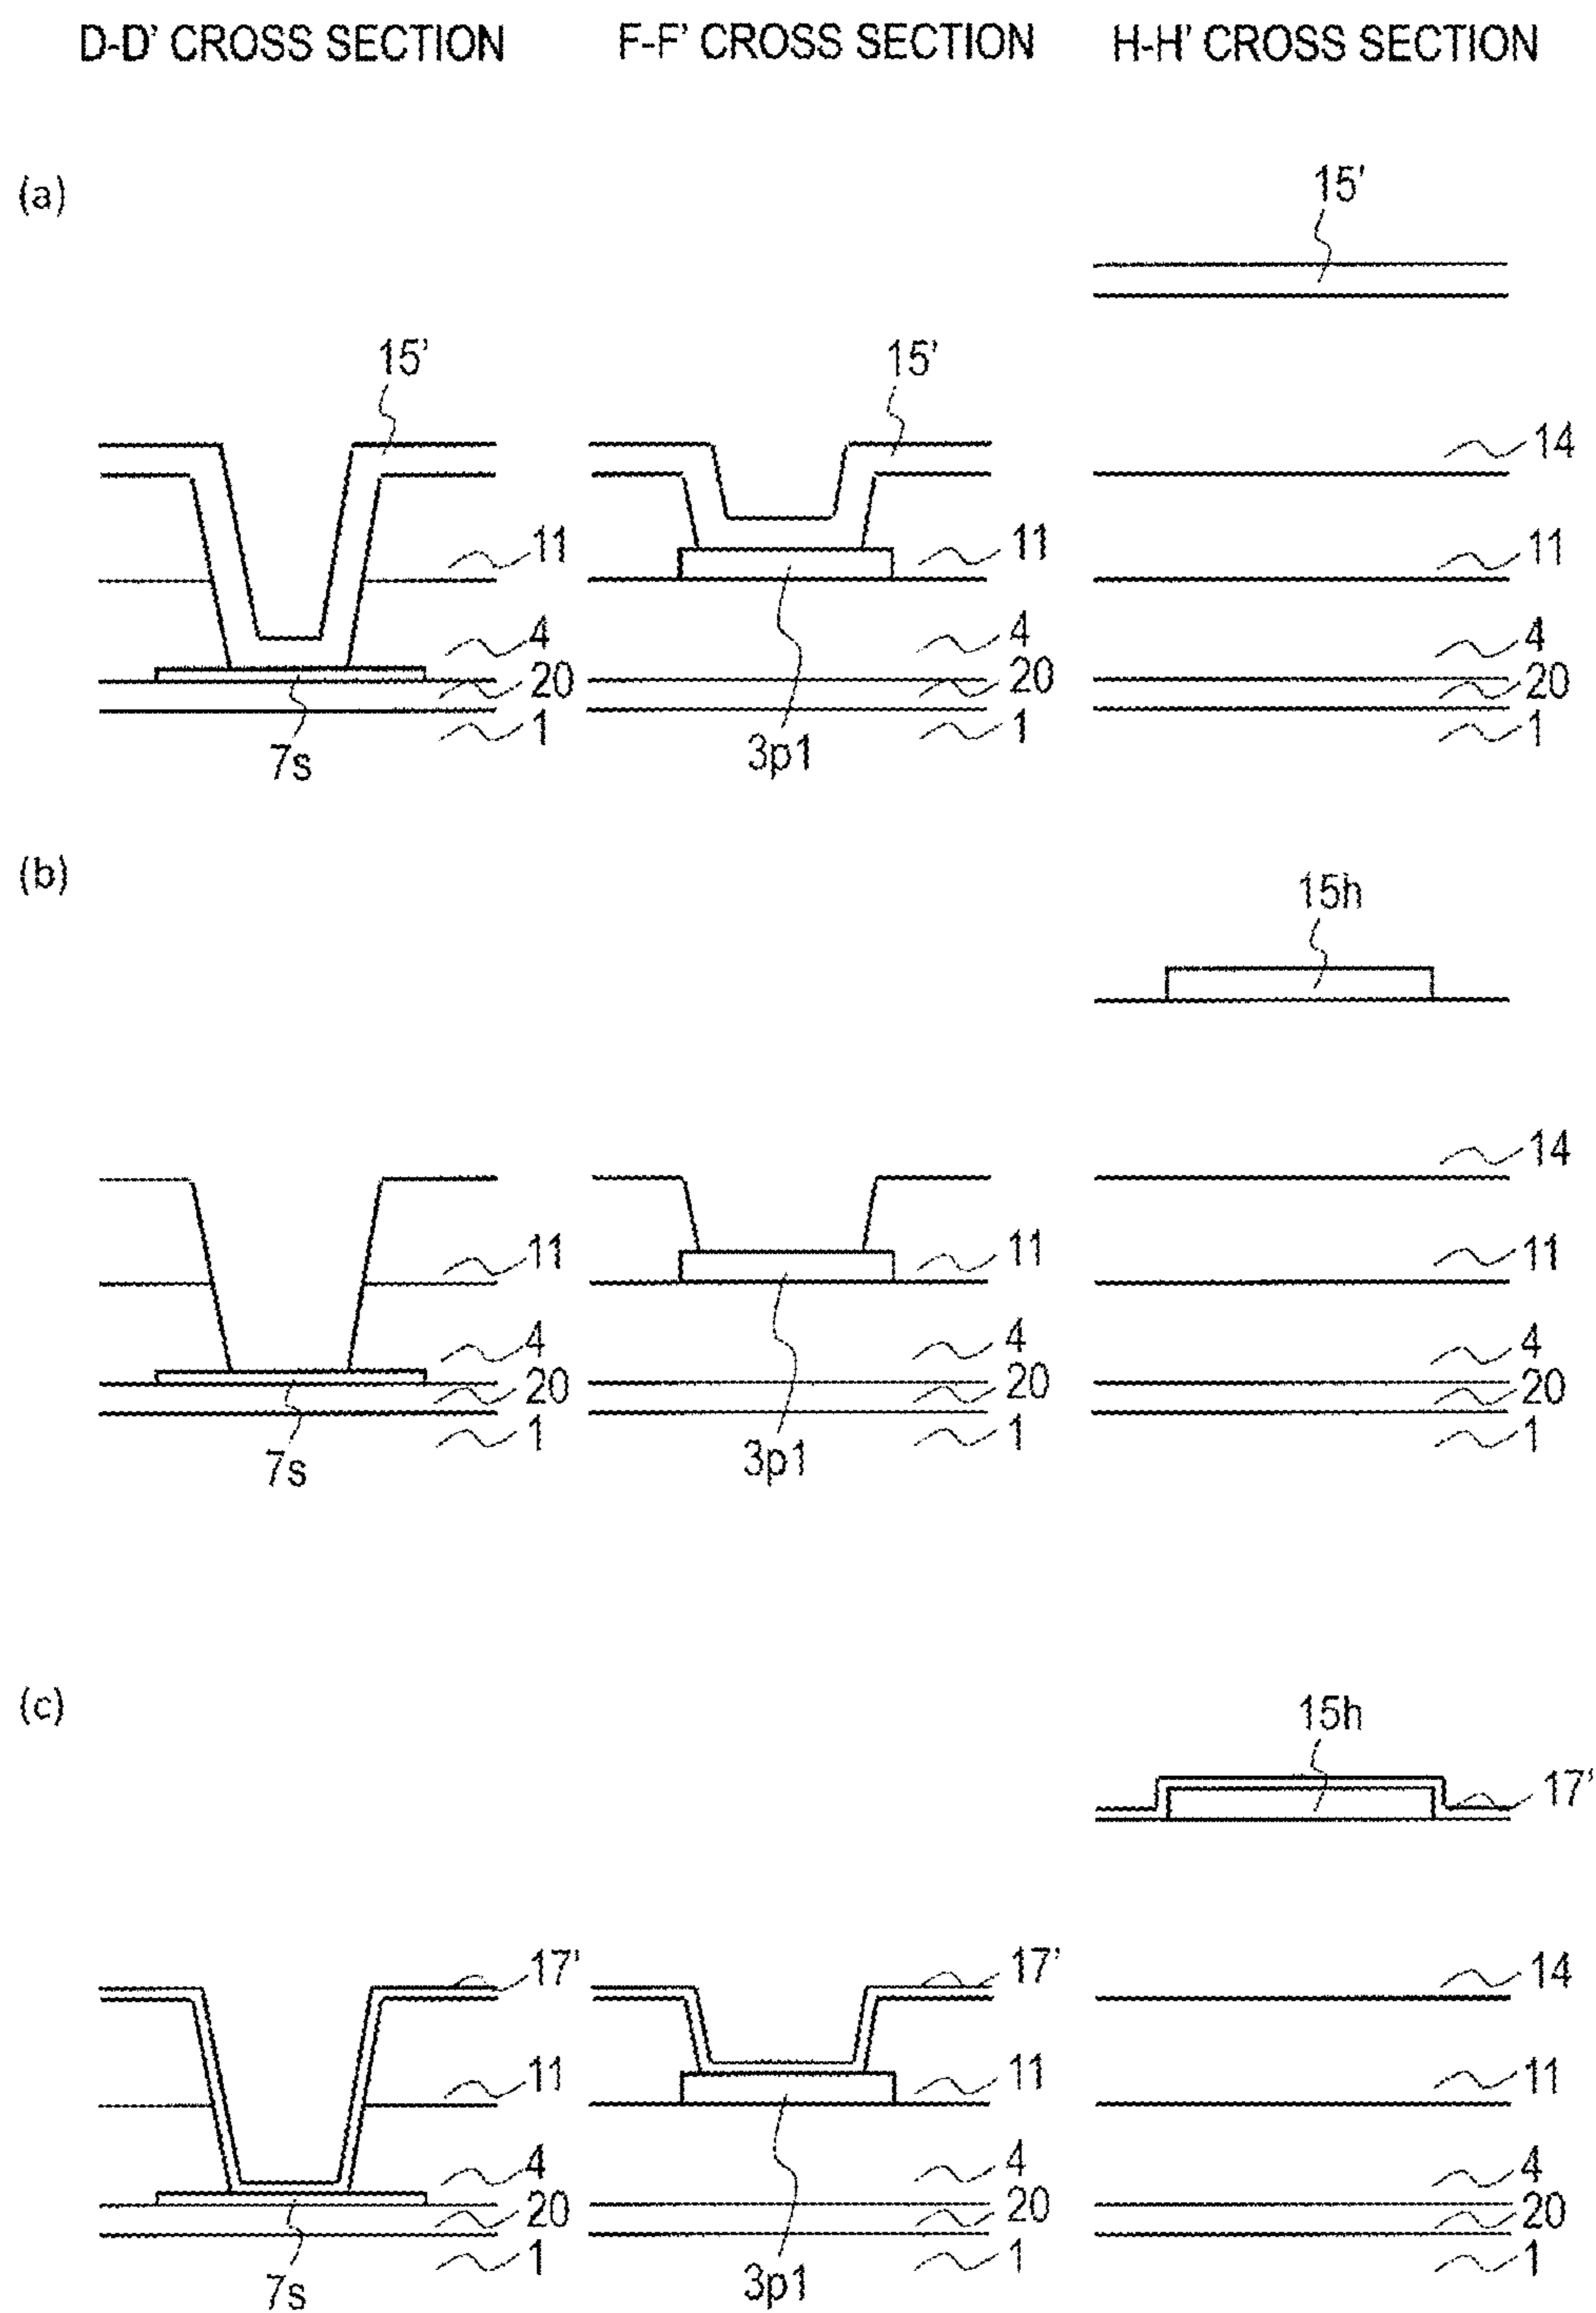 D-D' CROSS SECTION F-F' CROSS SECTION H-H' CROSS SECTION
(a)
15'
15' 15'
14
11 11 11
4 4 4
20 20 20
1 1 1
7s 3p1
(b)
15h
14
11 11 11
4 4 4
20 20 20
1 1 1
7s 3p1
(c)
15h
17'
17' 17' 14
11 11 11
4 4 4
20 20 20
1 1 1
7s 3p1